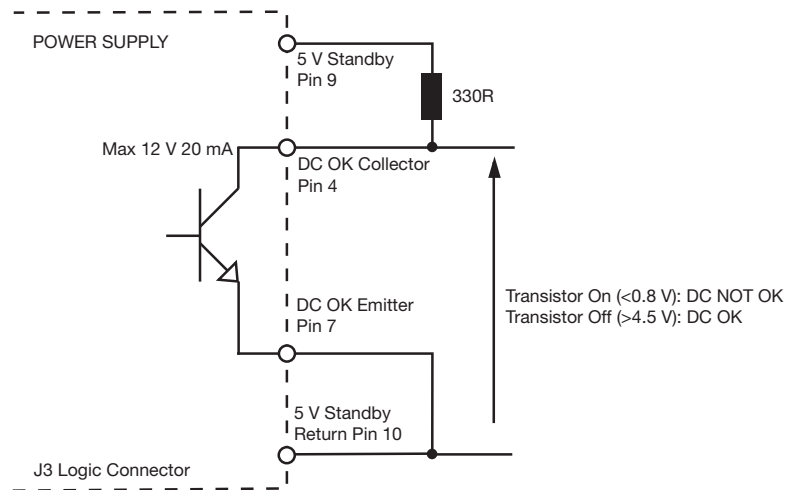 POWER SUPPLY
5 V Standby
Pin 9
330R
Max 12 V 20 mA
DC OK Collector
Pin 4
DC OK Emitter
Pin 7
Transistor On (<0.8 V): DC NOT OK
Transistor Off (>4.5 V): DC OK
5 V Standby
Return Pin 10
J3 Logic Connector